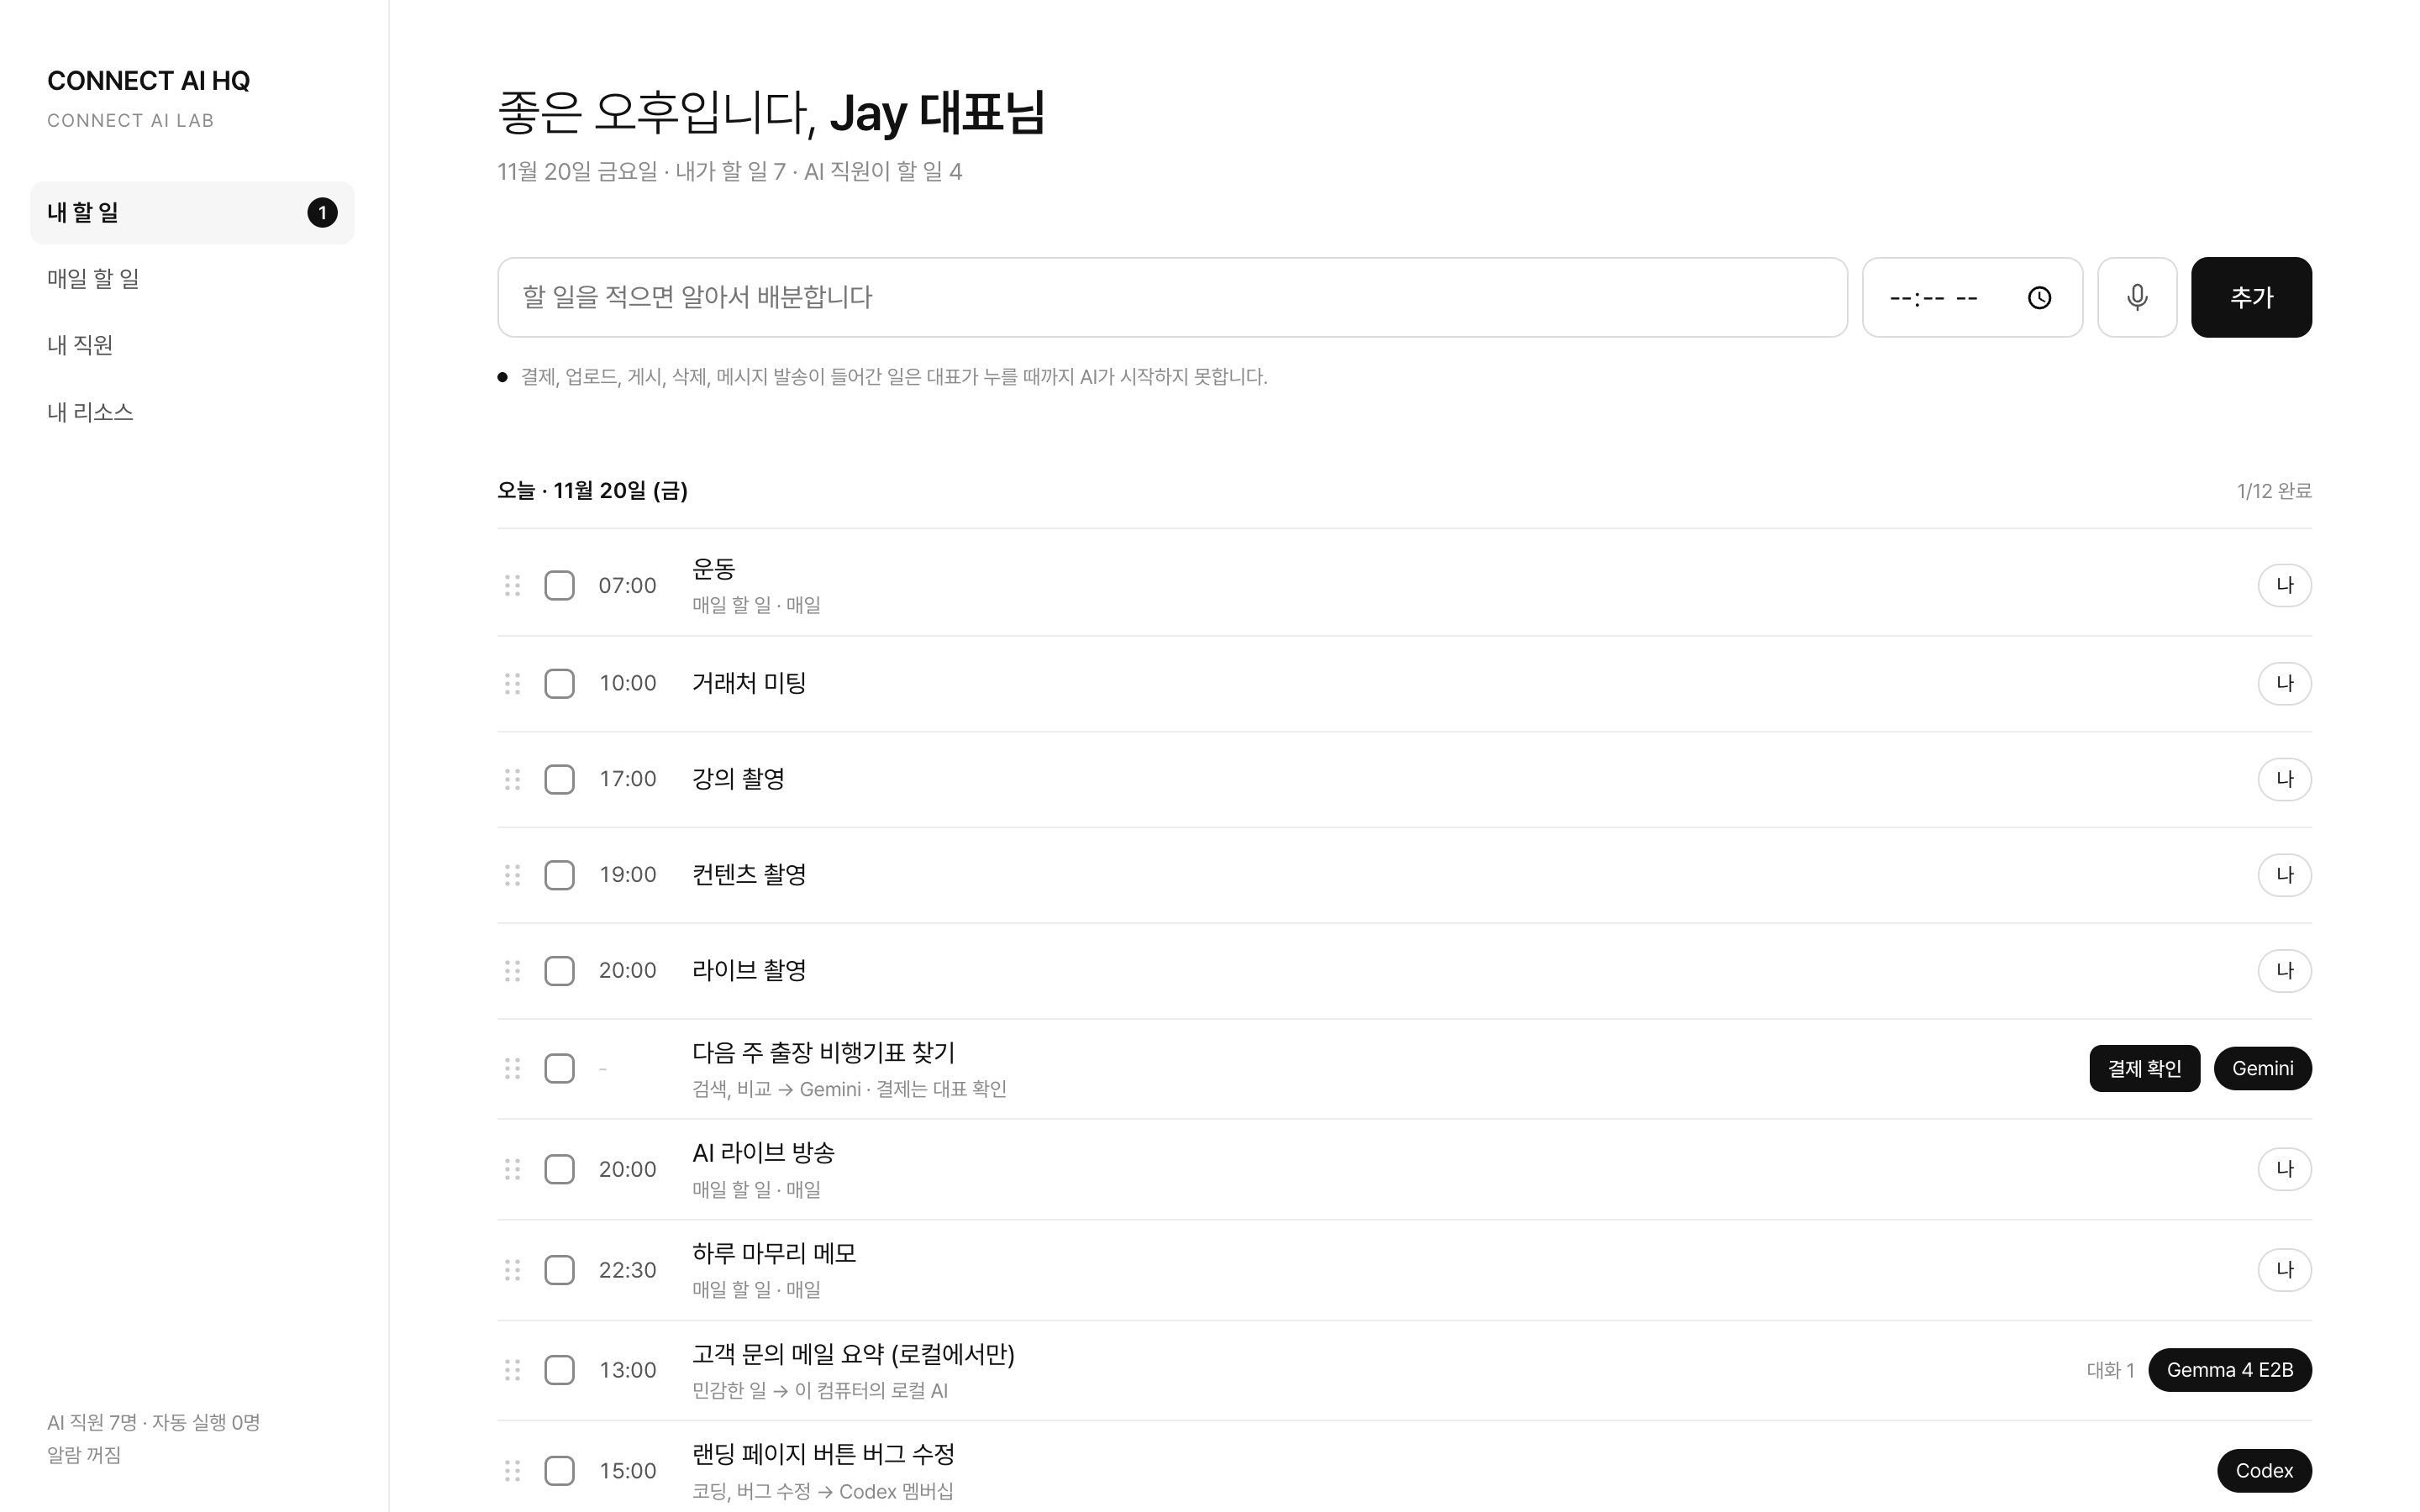 CONNECT AI HQ
CONNECT AI LAB
내 할 일
1
매일 할 일
내 직원
내 리소스
AI 직원 7명 · 자동 실행 0명
알람 꺼짐
좋은 오후입니다, Jay 대표님
11월 20일 금요일 · 내가 할 일 7 · AI 직원이 할 일 4
할 일을 적으면 알아서 배분합니다
--:-- --
추가
결제, 업로드, 게시, 삭제, 메시지 발송이 들어간 일은 대표가 누를 때까지 AI가 시작하지 못합니다.
오늘 · 11월 20일 (금)
1/12 완료
07:00 운동 나
매일 할 일 · 매일
10:00 거래처 미팅 나
17:00 강의 촬영 나
19:00 컨텐츠 촬영 나
20:00 라이브 촬영 나
- 다음 주 출장 비행기표 찾기 결제 확인 Gemini
검색, 비교 → Gemini · 결제는 대표 확인
20:00 AI 라이브 방송 나
매일 할 일 · 매일
22:30 하루 마무리 메모 나
매일 할 일 · 매일
13:00 고객 문의 메일 요약 (로컬에서만) 대화 1 Gemma 4 E2B
민감한 일 → 이 컴퓨터의 로컬 AI
15:00 랜딩 페이지 버튼 버그 수정 Codex
코딩, 버그 수정 → Codex 멤버십